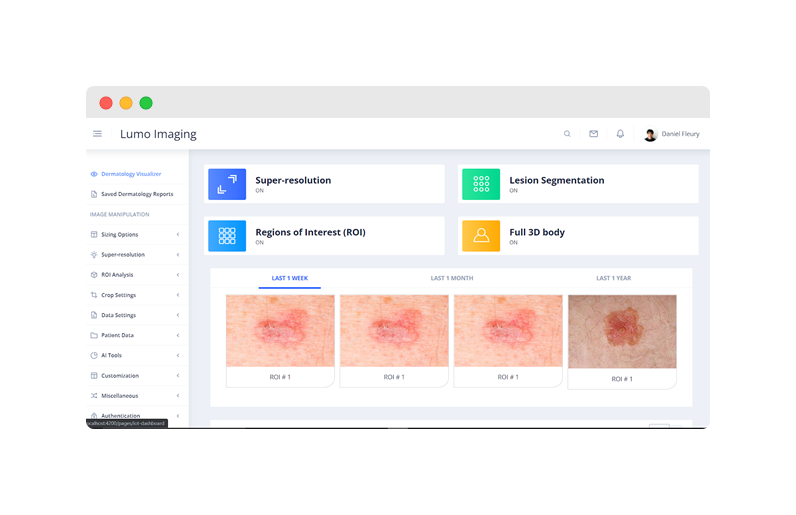 Lumo Imaging
Daniel Fleury
Dermatology Visualizer
Saved Dermatology Reports
IMAGE MANIPULATION
Sizing Options
Super-resolution
ROI Analysis
Crop Settings
Data Settings
Patient Data
AI Tools
Customization
Miscellaneous
Authentication
localhost:4200/pages/iot-dashboard
Super-resolution
ON
Lesion Segmentation
ON
Regions of Interest (ROI)
ON
Full 3D body
ON
LAST 1 WEEK
LAST 1 MONTH
LAST 1 YEAR
ROI # 1
ROI # 1
ROI # 1
ROI # 1